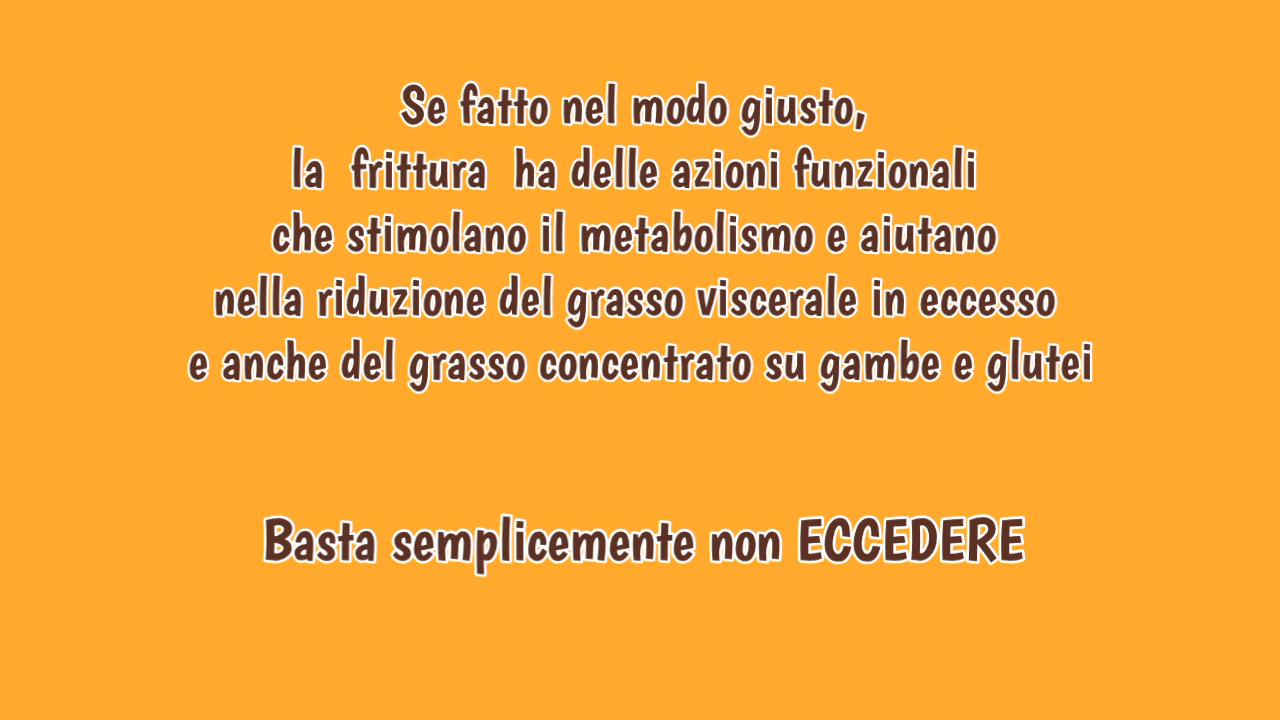 Se fatto nel modo giusto,
la frittura ha delle azioni funzionali
che stimolano il metabolismo e aiutano
nella riduzione del grasso viscerale in eccesso
e anche del grasso concentrato su gambe e glutei
Basta semplicemente non ECCEDERE